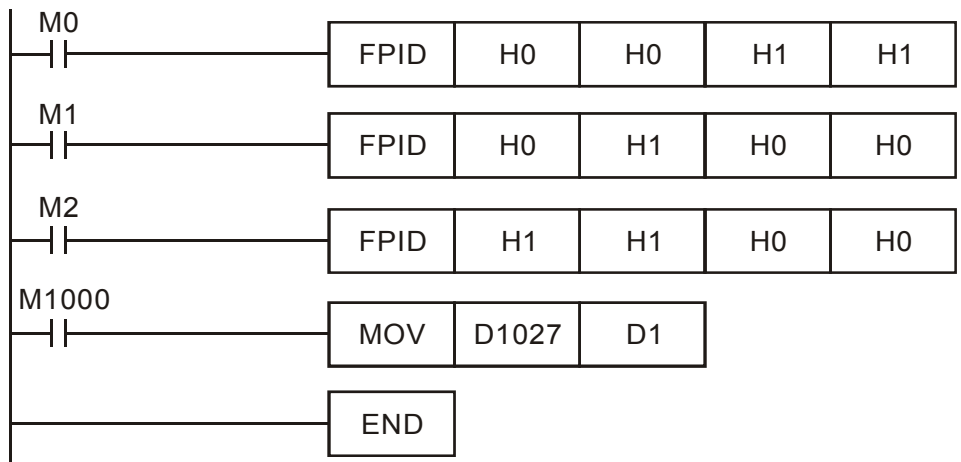 M0
FPID H0 H0 H1 H1
M1
FPID H0 H1 H0 H0
M2
FPID H1 H1 H0 H0
M1000
MOV D1027 D1
END